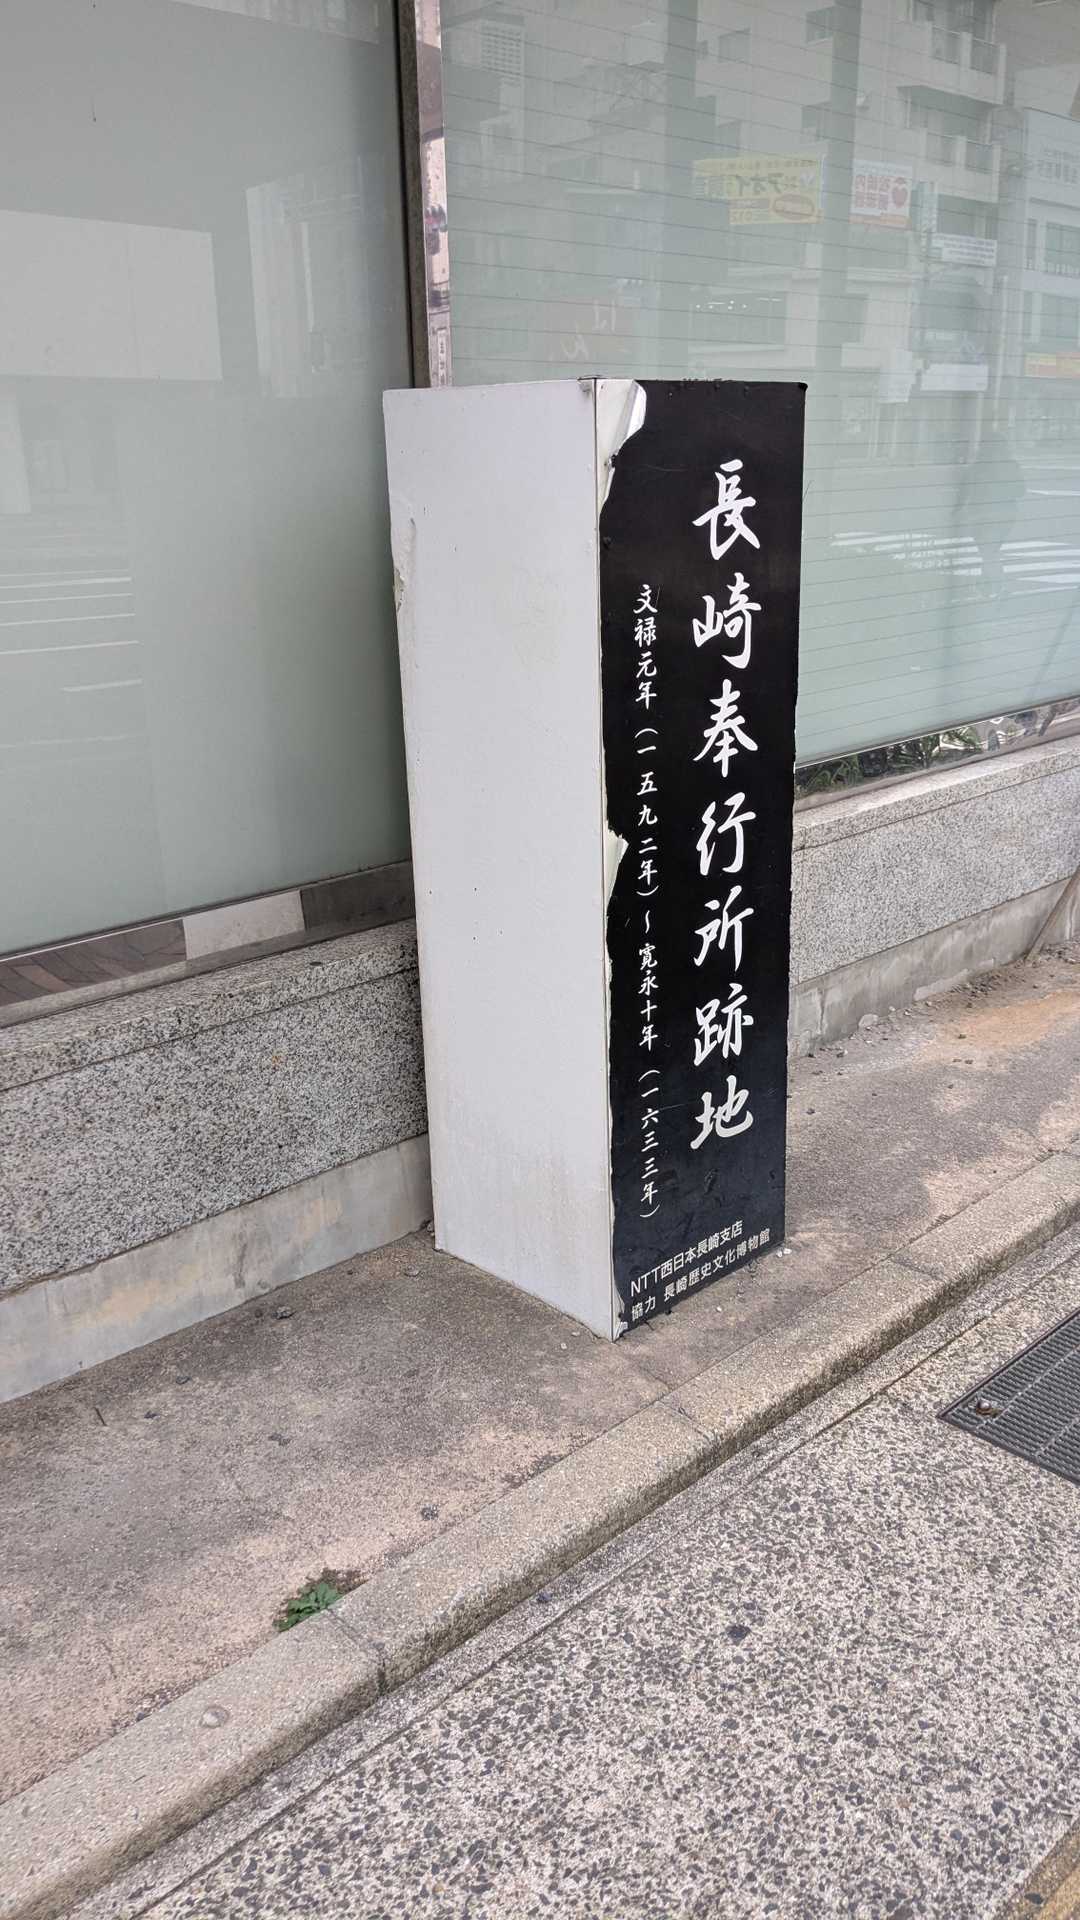 長崎奉行所跡地
文禄元年（一五九二年）～寛永十年（一六三三年）
NTT西日本長崎支店
協力 長崎歴史文化博物館